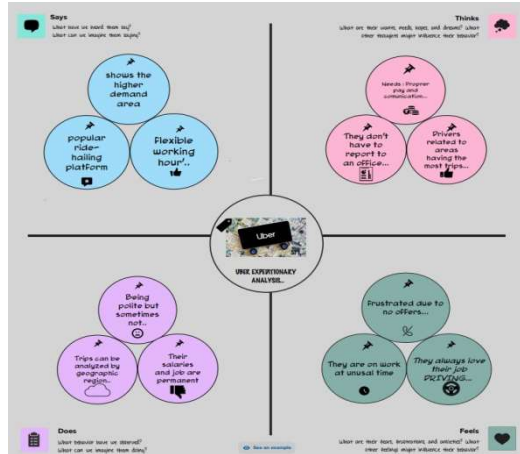 Says
What have we heard them say?
What can we imagine them saying?
Thinks
What are their wants, needs, hopes, and dreams? What
other thoughts might influence their behavior?
shows the
higher
demand
area
popular
ride-
hailing
platform
Flexible
working
hour'..
Needs : Proprer
pay and
comunication...
They don't
have to
report to
an office...
Privers
related to
areas
having the
most trips...
Uber
UBER EXPEDITIONARY
ANALYSIS..
Being
polite but
sometimes
not..
Trips can be
analyzed by
geographic
region..
Their
salaries
and job are
permanent
Frustrated due to
no offers...
They are on work
at unusal time
They always love
their job
DRIVING...
Does
What behavior have we observed?
What can we imagine them doing?
See an example
Feels
What are their fears, frustrations, and anxieties? What
other feelings might influence their behavior?